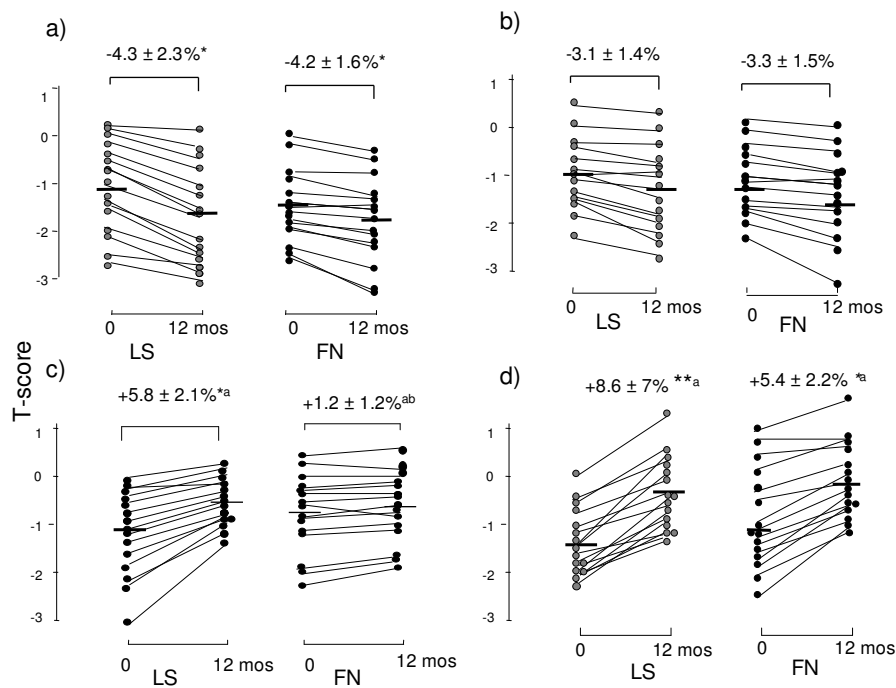 a)
-4.3 ± 2.3%*
-4.2 ± 1.6%*
1
0
-1
-2
-3
0 12 mos
LS
0 12 mos
FN
b)
-3.1 ± 1.4%
-3.3 ± 1.5%
1
0
-1
-2
-3
0 12 mos
LS
0 12 mos
FN
T-score
c)
+5.8 ± 2.1%*a
+1.2 ± 1.2%ab
1
0
-1
-2
-3
0 12 mos
LS
0 12 mos
FN
d)
+8.6 ± 7% **a
+5.4 ± 2.2% *a
1
0
-1
-2
-3
0 12 mos
LS
0 12 mos
FN